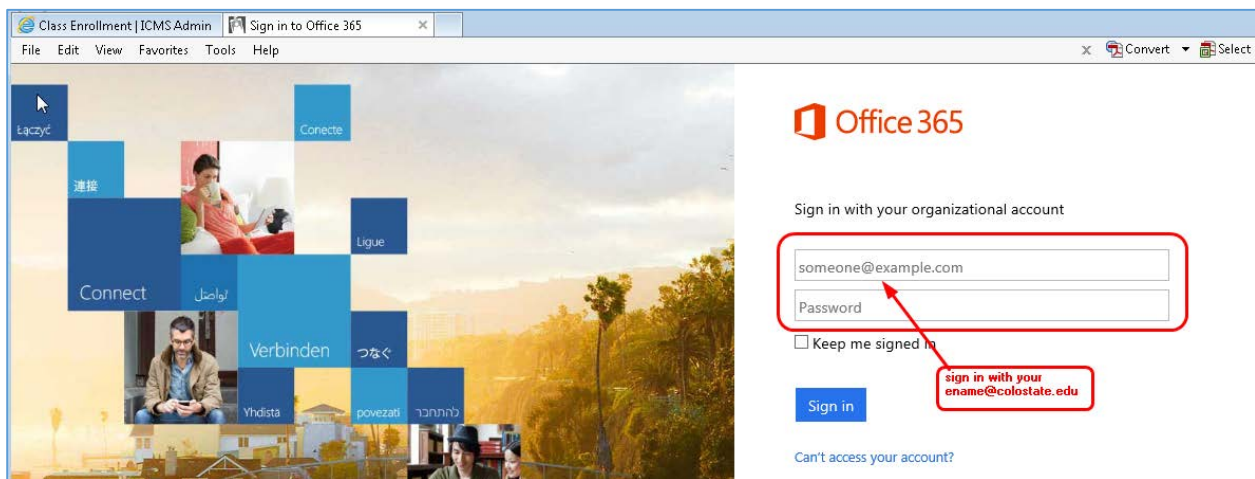 Class Enrollment | ICMS Admin
Sign in to Office 365
x
File Edit View Favorites Tools Help
x Convert Select
Łączyć
Conecte
連接
Ligue
Connect
تواصل
Verbinden
つなぐ
Yhdistä
povezati
להתחבר
Office 365
Sign in with your organizational account
someone@example.com
Password
Keep me signed in
sign in with your
ename@colostate.edu
Sign in
Can't access your account?